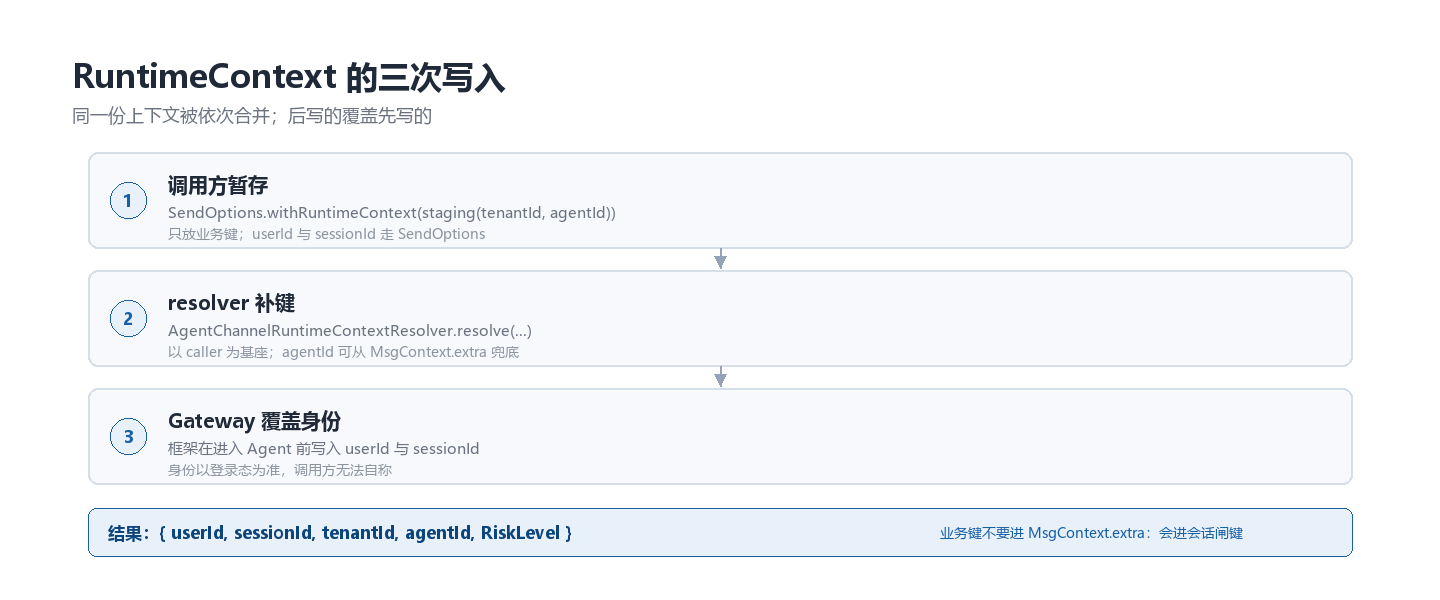 RuntimeContext 的三次写入
同一份上下文被依次合并；后写的覆盖先写的
1
调用方暂存
SendOptions.withRuntimeContext(staging(tenantId, agentId))
只放业务键；userId 与 sessionId 走 SendOptions
2
resolver 补键
AgentChannelRuntimeContextResolver.resolve(...)
以 caller 为基座；agentId 可从 MsgContext.extra 兜底
3
Gateway 覆盖身份
框架在进入 Agent 前写入 userId 与 sessionId
身份以登录态为准，调用方无法自称
结果：{ userId, sessionId, tenantId, agentId, RiskLevel }
业务键不要进 MsgContext.extra：会进会话闸键